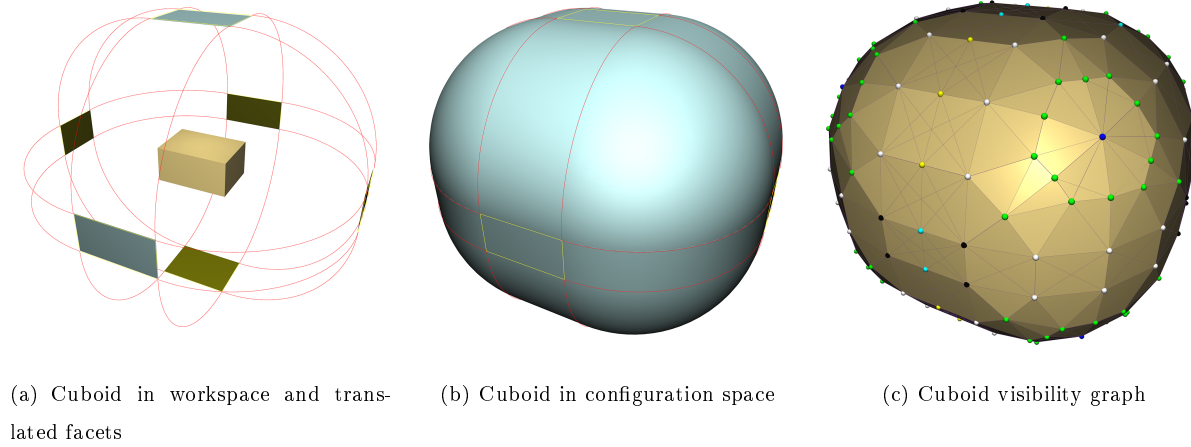 (a) Cuboid in workspace and trans-
lated facets
(b) Cuboid in configuration space
(c) Cuboid visibility graph